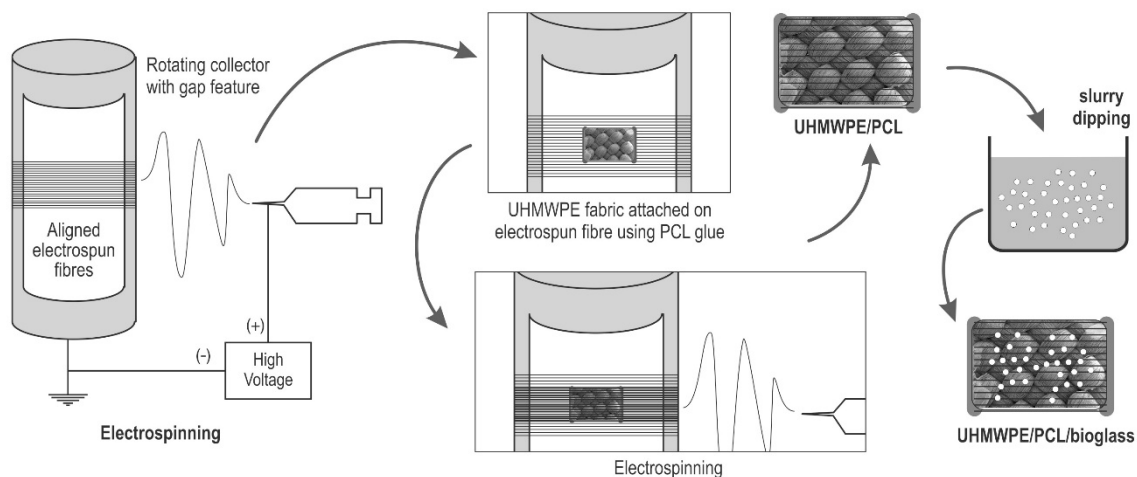 Rotating collector
with gap feature
Aligned
electrospun
fibres
(+)
(-)
High
Voltage
Electrospinning
UHMWPE fabric attached on
electrospun fibre using PCL glue
Electrospinning
UHMWPE/PCL
slurry
dipping
UHMWPE/PCL/bioglass